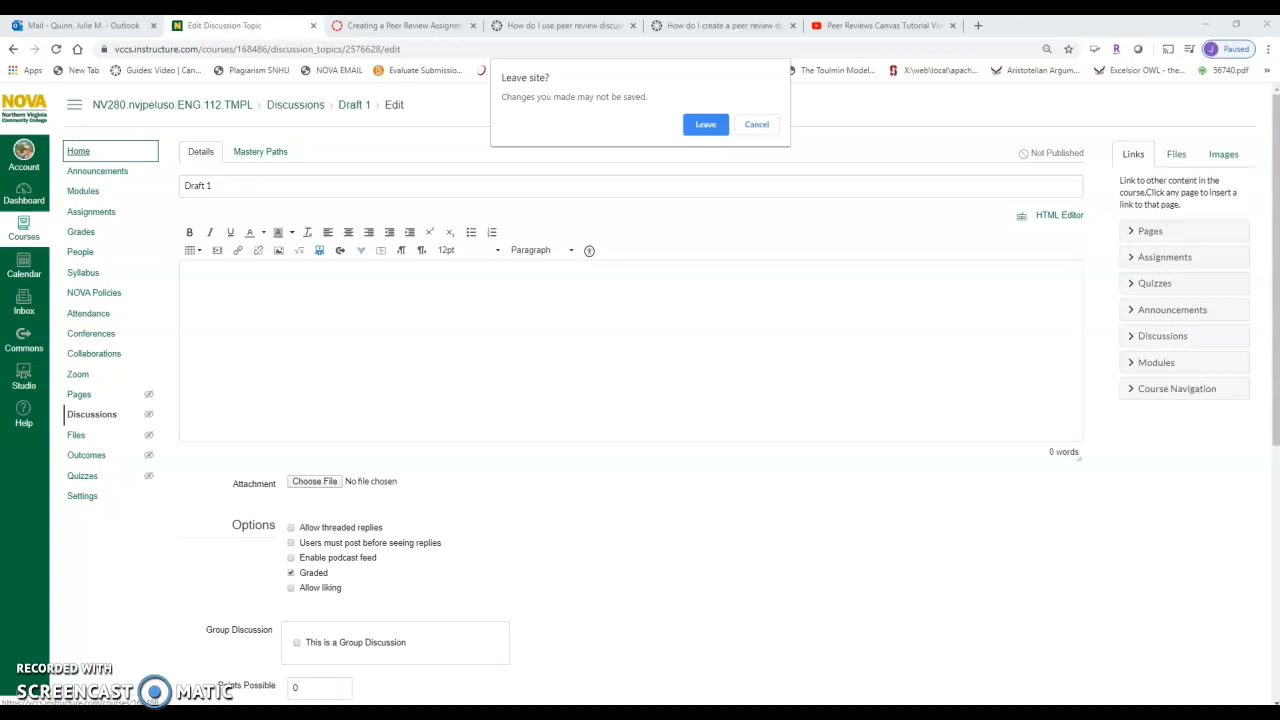 Mail - Quinn, Julie M. - Outlook
Edit Discussion Topic
Creating a Peer Review Assignm
How do I use peer review discus
How do I create a peer review d
Peer Reviews Canvas Tutorial Vi
vccs.instructure.com/courses/168486/discussion_topics/2576628/edit
Paused
Apps
New Tab
Guides: Video | Can...
Plagiarism SNHU
NOVA EMAIL
Evaluate Submissio...
The Toulmin Model...
X:\web\local\apach...
Aristotelian Argum...
Excelsior OWL - the...
56740.pdf
Leave site?
Changes you made may not be saved.
Leave
Cancel
NOVA
Northern Virginia
Community College
NV280.nvjpeluso ENG.112.TMPL
Discussions
Draft 1
Edit
Account
Dashboard
Courses
Calendar
Inbox
Commons
Studio
Help
Home
Announcements
Modules
Assignments
Grades
People
Syllabus
NOVA Policies
Attendance
Conferences
Collaborations
Zoom
Pages
Discussions
Files
Outcomes
Quizzes
Settings
Details
Mastery Paths
Not Published
Draft 1
HTML Editor
12pt
Paragraph
0 words
Attachment
Choose File No file chosen
Options
Allow threaded replies
Users must post before seeing replies
Enable podcast feed
Graded
Allow liking
Group Discussion
This is a Group Discussion
Points Possible
0
Links
Files
Images
Link to other content in the
course.Click any page to insert a
link to that page.
Pages
Assignments
Quizzes
Announcements
Discussions
Modules
Course Navigation
RECORDED WITH
SCREENCAST MATIC
https://vccs.instructure.com/courses/168486